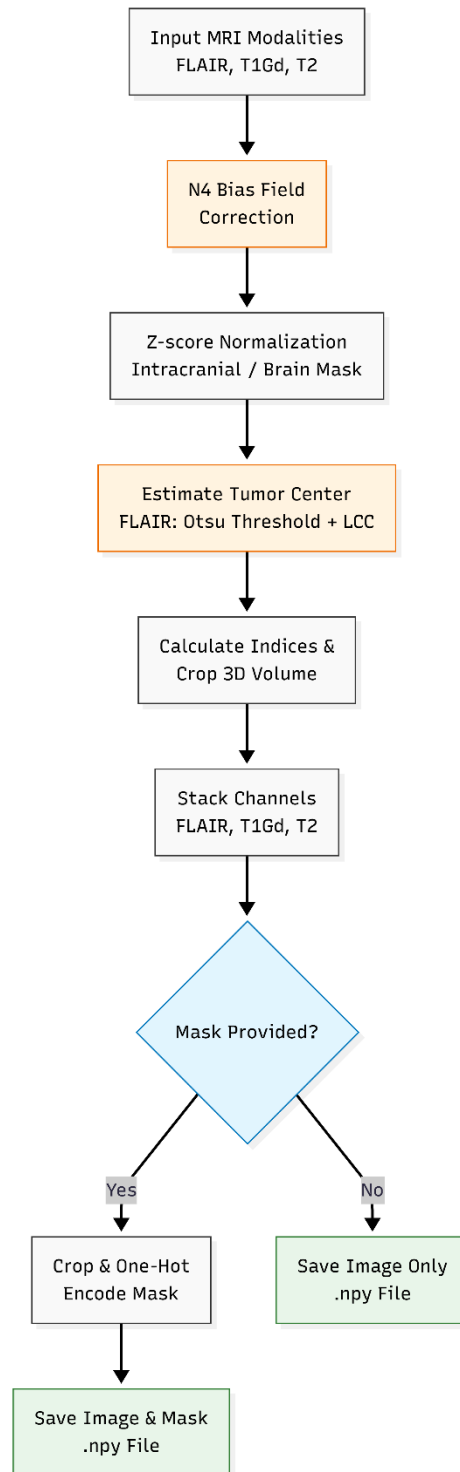 Input MRI Modalities
FLAIR, T1Gd, T2
N4 Bias Field
Correction
Z-score Normalization
Intracranial / Brain Mask
Estimate Tumor Center
FLAIR: Otsu Threshold + LCC
Calculate Indices &
Crop 3D Volume
Stack Channels
FLAIR, T1Gd, T2
Mask Provided?
Yes
No
Crop & One-Hot
Encode Mask
Save Image Only
.npy File
Save Image & Mask
.npy File